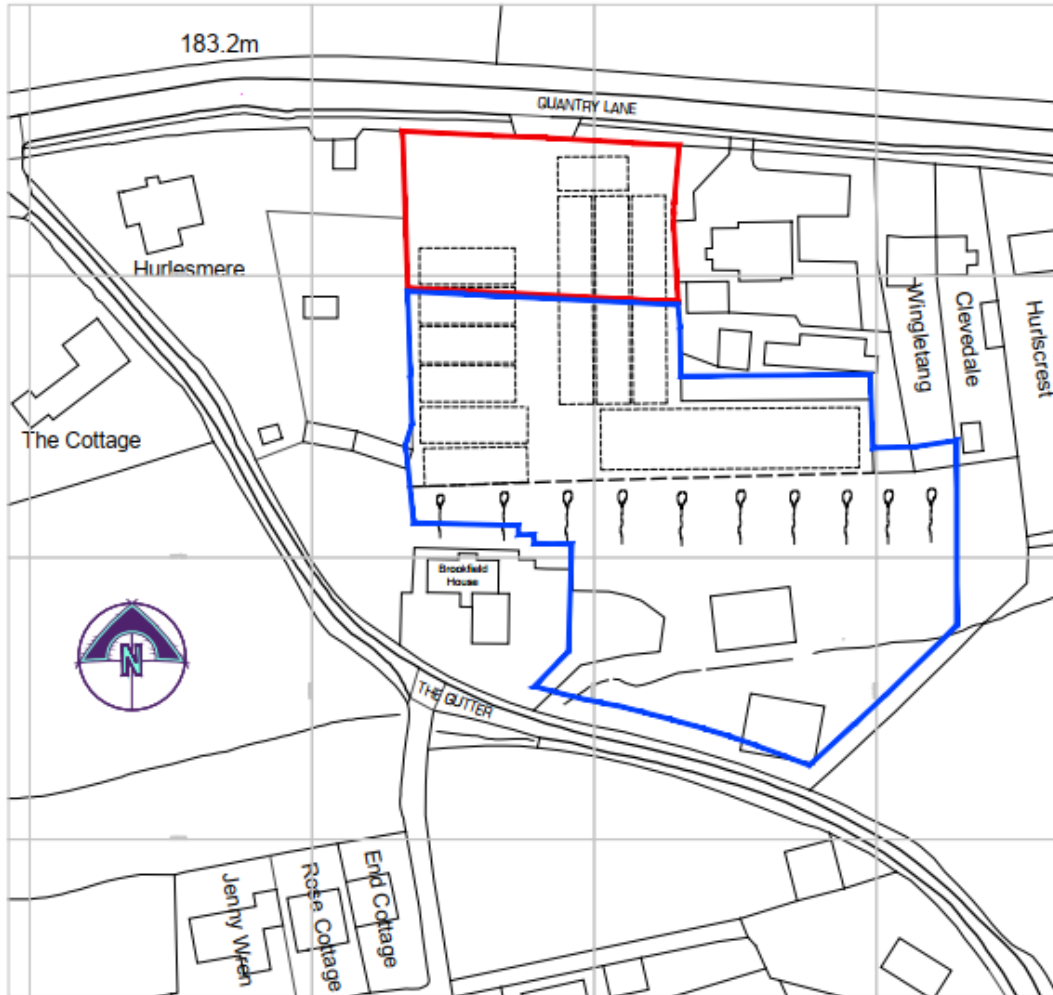 183.2m
QUANTRY LANE
Hurlesmere
Wingletang
Clevedale
Hurlscrest
The Cottage
Brookfield
House
N
THE GUTTER
Jenny Wren
Rose Cottage
End Cottage